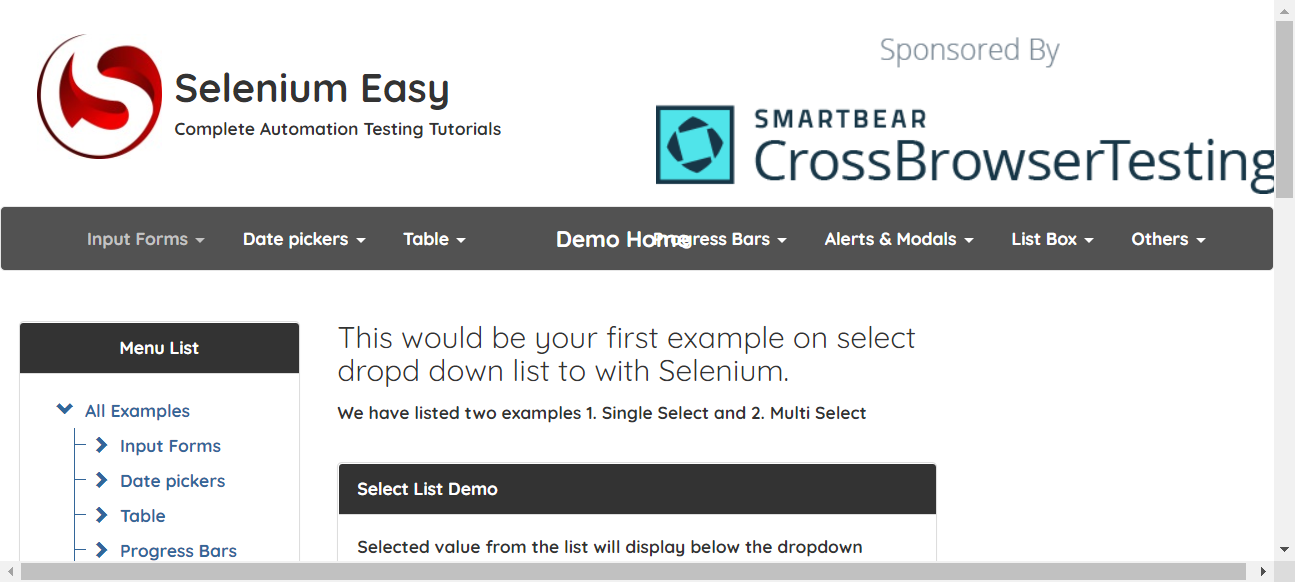 Sponsored By
Selenium Easy
Complete Automation Testing Tutorials
SMARTBEAR
CrossBrowserTesting
Input Forms Date pickers Table Demo Home Progress Bars Alerts & Modals List Box Others
Menu List
All Examples
Input Forms
Date pickers
Table
Progress Bars
This would be your first example on select
dropd down list to with Selenium.
We have listed two examples 1. Single Select and 2. Multi Select
Select List Demo
Selected value from the list will display below the dropdown